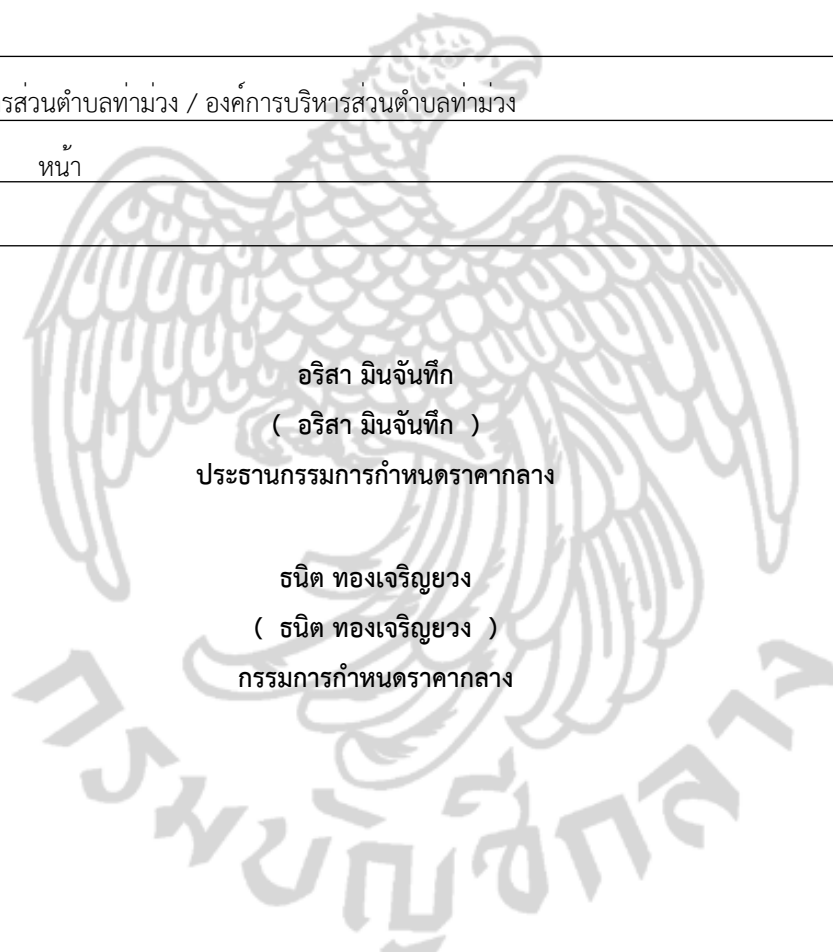 รส่วนตำบลท่าม่วง / องค์การบริหารส่วนตำบลท่าม่วง
หน้า
อริสา มินจันทึก
( อริสา มินจันทึก )
ประธานกรรมการกำหนดราคากลาง
ธนิต ทองเจริญยวง
( ธนิต ทองเจริญยวง )
กรรมการกำหนดราคากลาง
กรมบัญชีกลาง